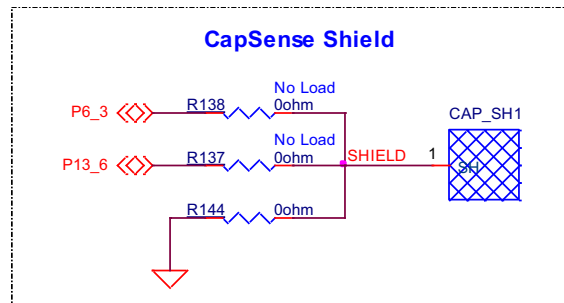 CapSense Shield
No Load
P6_3 R138 0ohm
CAP_SH1
No Load
P13_6 R137 0ohm SHIELD 1 SH
R144 0ohm